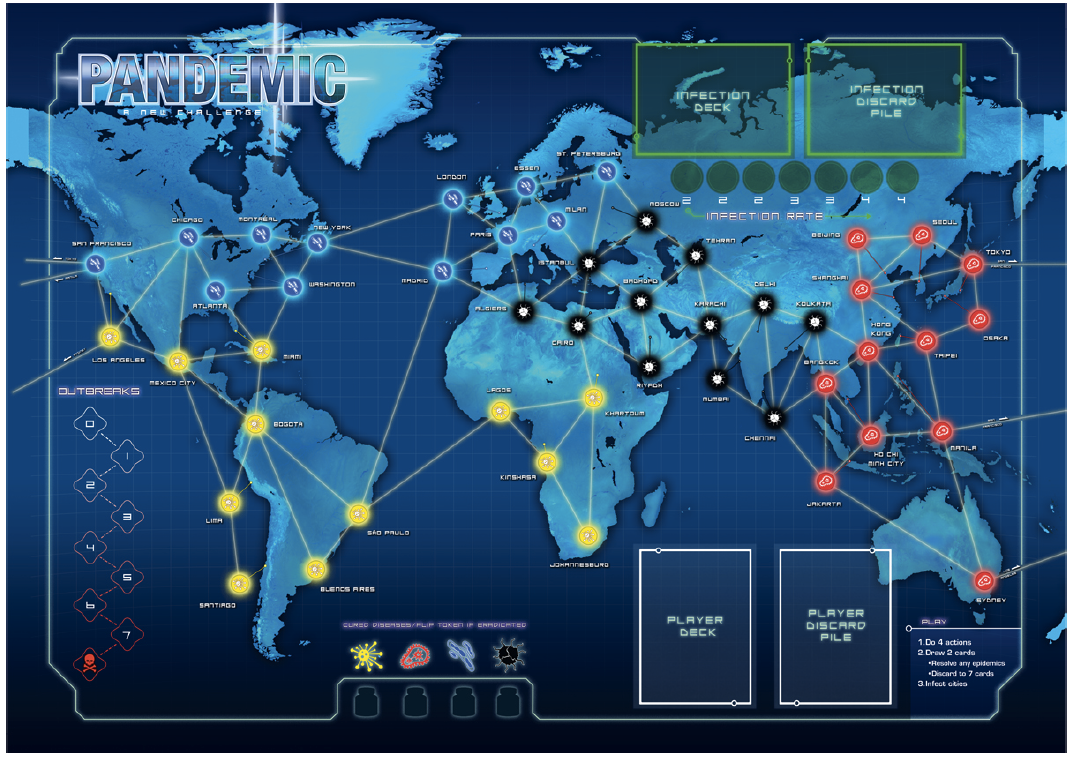 PANDEMIC
A NEW CHALLENGE
INFECTION
DECK
INFECTION
DISCARD
PILE
2 2 2 3 3 4 4
INFECTION RATE
SAN FRANCISCO
CHICAGO
MONTRÉAL
NEW YORK
ATLANTA
WASHINGTON
LONDON
ESSEN
ST. PETERSBURG
MILAN
PARIS
MADRID
MOSCOW
ISTANBUL
TEHRAN
ALGIERS
BAGHDAD
CAIRO
RIYADH
KARACHI
DELHI
KOLKATA
MUMBAI
CHENNAI
BEIJING
SEOUL
TOKYO
SHANGHAI
OSAKA
HONG
KONG
TAIPEI
BANGKOK
HO CHI
MINH CITY
MANILA
JAKARTA
SYDNEY
LOS ANGELES
MEXICO CITY
MIAMI
BOGOTÁ
LIMA
SANTIAGO
SÃO PAULO
BUENOS AIRES
LAGOS
KHARTOUM
KINSHASA
JOHANNESBURG
OUTBREAKS
0
1
2
3
4
5
6
7
CURED DISEASES/FLIP TOKEN IF ERADICATED
PLAYER
DECK
PLAYER
DISCARD
PILE
PLAY
1. Do 4 actions
2. Draw 2 cards
•Resolve any epidemics
•Discard to 7 cards
3. Infect cities